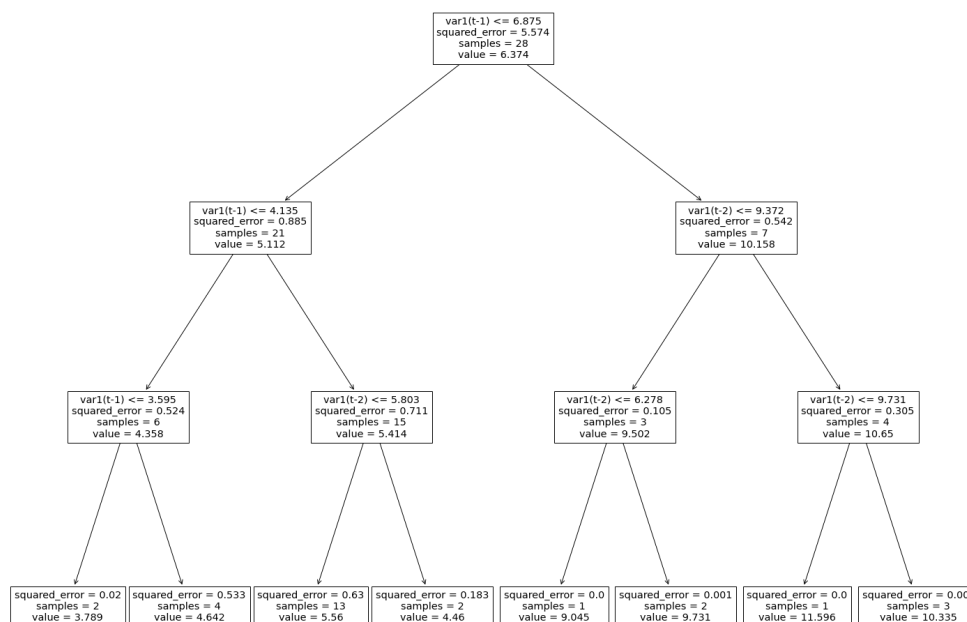 var1(t-1) <= 6.875
squared_error = 5.574
samples = 28
value = 6.374
var1(t-1) <= 4.135
squared_error = 0.885
samples = 21
value = 5.112
var1(t-2) <= 9.372
squared_error = 0.542
samples = 7
value = 10.158
var1(t-1) <= 3.595
squared_error = 0.524
samples = 6
value = 4.358
var1(t-2) <= 5.803
squared_error = 0.711
samples = 15
value = 5.414
var1(t-2) <= 6.278
squared_error = 0.105
samples = 3
value = 9.502
var1(t-2) <= 9.731
squared_error = 0.305
samples = 4
value = 10.65
squared_error = 0.02
samples = 2
value = 3.789
squared_error = 0.533
samples = 4
value = 4.642
squared_error = 0.63
samples = 13
value = 5.56
squared_error = 0.183
samples = 2
value = 4.46
squared_error = 0.0
samples = 1
value = 9.045
squared_error = 0.001
samples = 2
value = 9.731
squared_error = 0.0
samples = 1
value = 11.596
squared_error = 0.00
samples = 3
value = 10.335